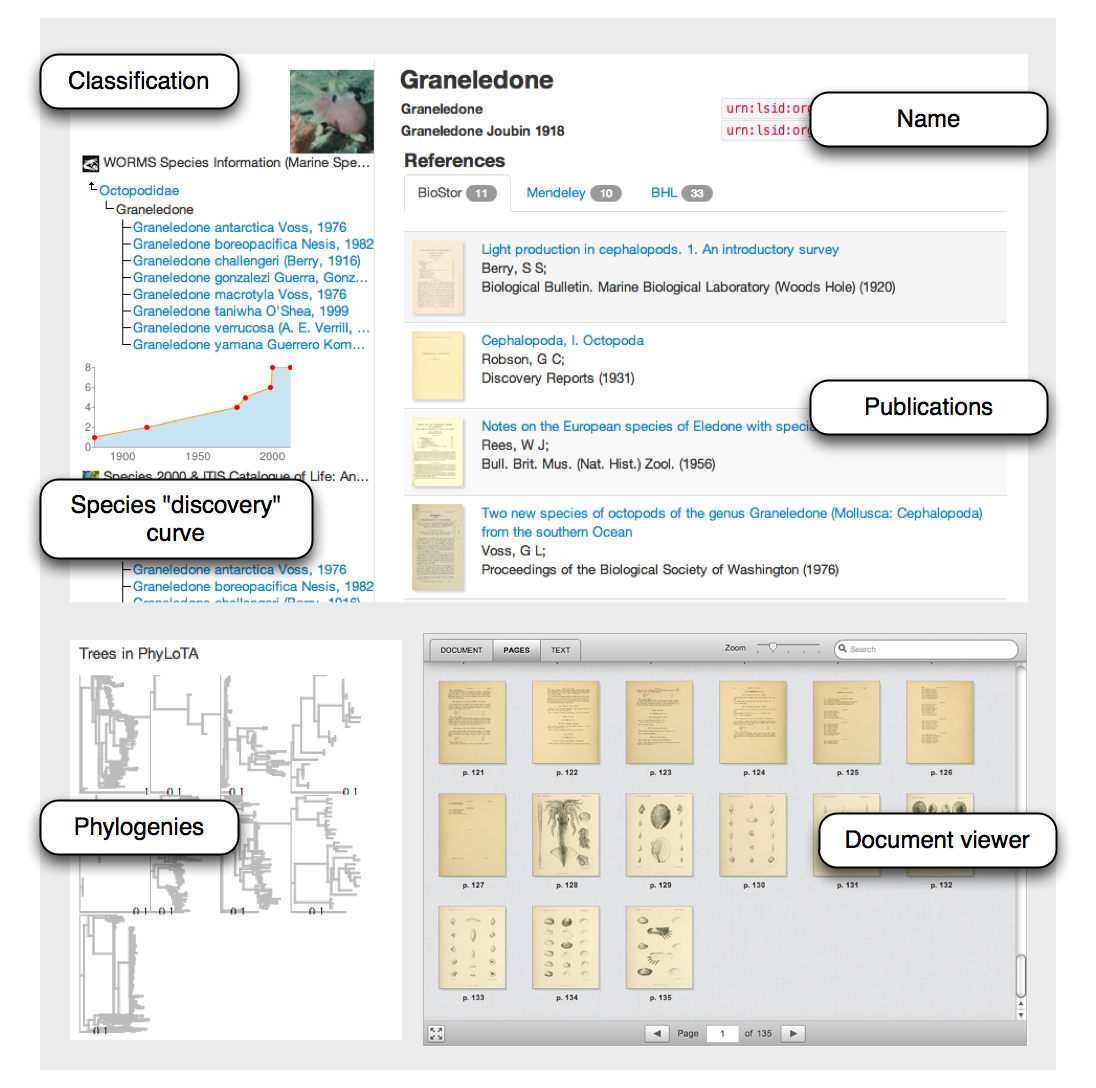 Classification
Graneledone
Graneledone
urn:lsid:org
Graneledone Joubin 1918
urn:lsid:org
Name
WORMS Species Information (Marine Spe...
Octopodidae
Graneledone
Graneledone antarctica Voss, 1976
Graneledone boreopacifica Nesis, 1982
Graneledone challengeri (Berry, 1916)
Graneledone gonzalezi Guerra, Gonz...
Graneledone macrotyla Voss, 1976
Graneledone taniwha O'Shea, 1999
Graneledone verrucosa (A. E. Verrill, ...
Graneledone yamana Guerrero Kom...
8
6
4
2
0
1900 1950 2000
Species 2000 & ITIS Catalogue of Life: An...
Species "discovery"
curve
Graneledone antarctica Voss, 1976
Graneledone boreopacifica Nesis, 1982
Graneledone challengeri (Berry, 1916)
References
BioStor 11 Mendeley 10 BHL 33
Light production in cephalopods. 1. An introductory survey
Berry, S S;
Biological Bulletin. Marine Biological Laboratory (Woods Hole) (1920)
Cephalopoda, I. Octopoda
Robson, G C;
Discovery Reports (1931)
Publications
Notes on the European species of Eledone with specia
Rees, W J;
Bull. Brit. Mus. (Nat. Hist.) Zool. (1956)
Two new species of octopods of the genus Graneledone (Mollusca: Cephalopoda)
from the southern Ocean
Voss, G L;
Proceedings of the Biological Society of Washington (1976)
Trees in PhyLoTA
1 0.1 0.1 0.1
Phylogenies
0.1 0.1 0.1 0.1
0.1
DOCUMENT PAGES TEXT
Zoom
Search
p. 121 p. 122 p. 123 p. 124 p. 125 p. 126
Document viewer
p. 127 p. 128 p. 129 p. 130 p. 131 p. 132
p. 133 p. 134 p. 135
Page 1 of 135